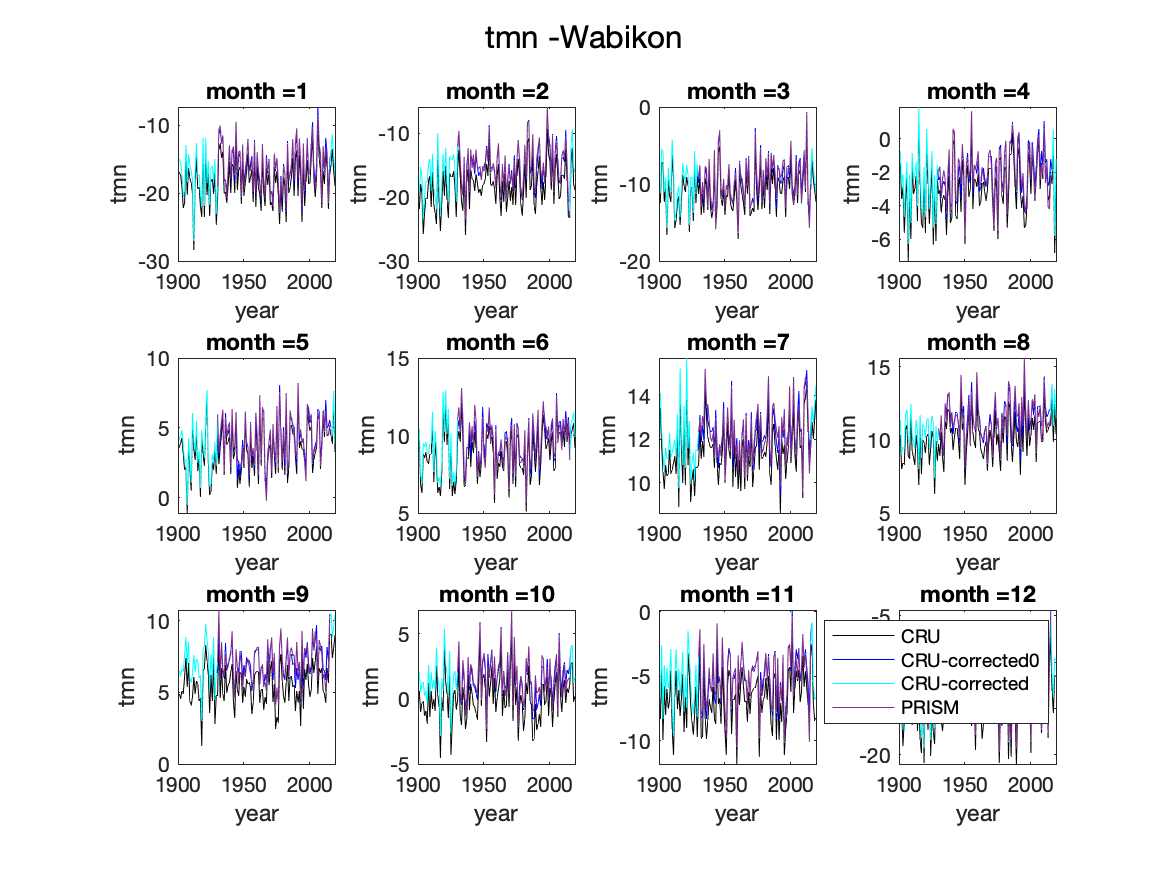 tmn -Wabikon
month =1
month =2
month =3
month =4
-10
-20
-30
tmn
1900 1950 2000
year
-10
-20
-30
tmn
1900 1950 2000
year
0
-10
-20
tmn
1900 1950 2000
year
0
-2
-4
-6
tmn
1900 1950 2000
year
month =5
month =6
month =7
month =8
10
5
0
tmn
1900 1950 2000
year
15
10
5
tmn
1900 1950 2000
year
14
12
10
tmn
1900 1950 2000
year
15
10
5
tmn
1900 1950 2000
year
month =9
month =10
month =11
month =12
10
5
0
tmn
1900 1950 2000
year
5
0
-5
tmn
1900 1950 2000
year
0
-5
-10
tmn
1900 1950 2000
year
-5
-20
1900 1950 2000
year
CRU
CRU-corrected0
CRU-corrected
PRISM